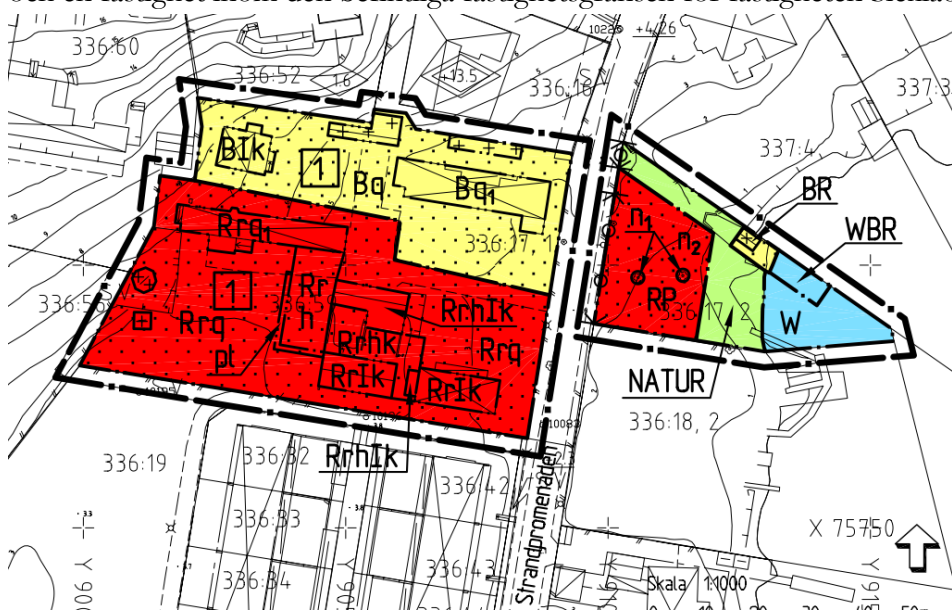 336:60
336:52
1.6
+13.5
336:16
+4.26
337:3
337:4
BIk
1
Bq
Bq1
BR
WBR
n1
n2
Rrq1
336:17, 1
336:56
1
Rrq
pt
Rr
h
RrhIk
Rrhk
Rrq
RrIk
RrIk
RP
336:17, 2
W
NATUR
336:18, 2
RrhIk
336:19
336:32
336:42
336:33
336:34
336:43
Strandpromenaden
X 75750
Skala 1:1000